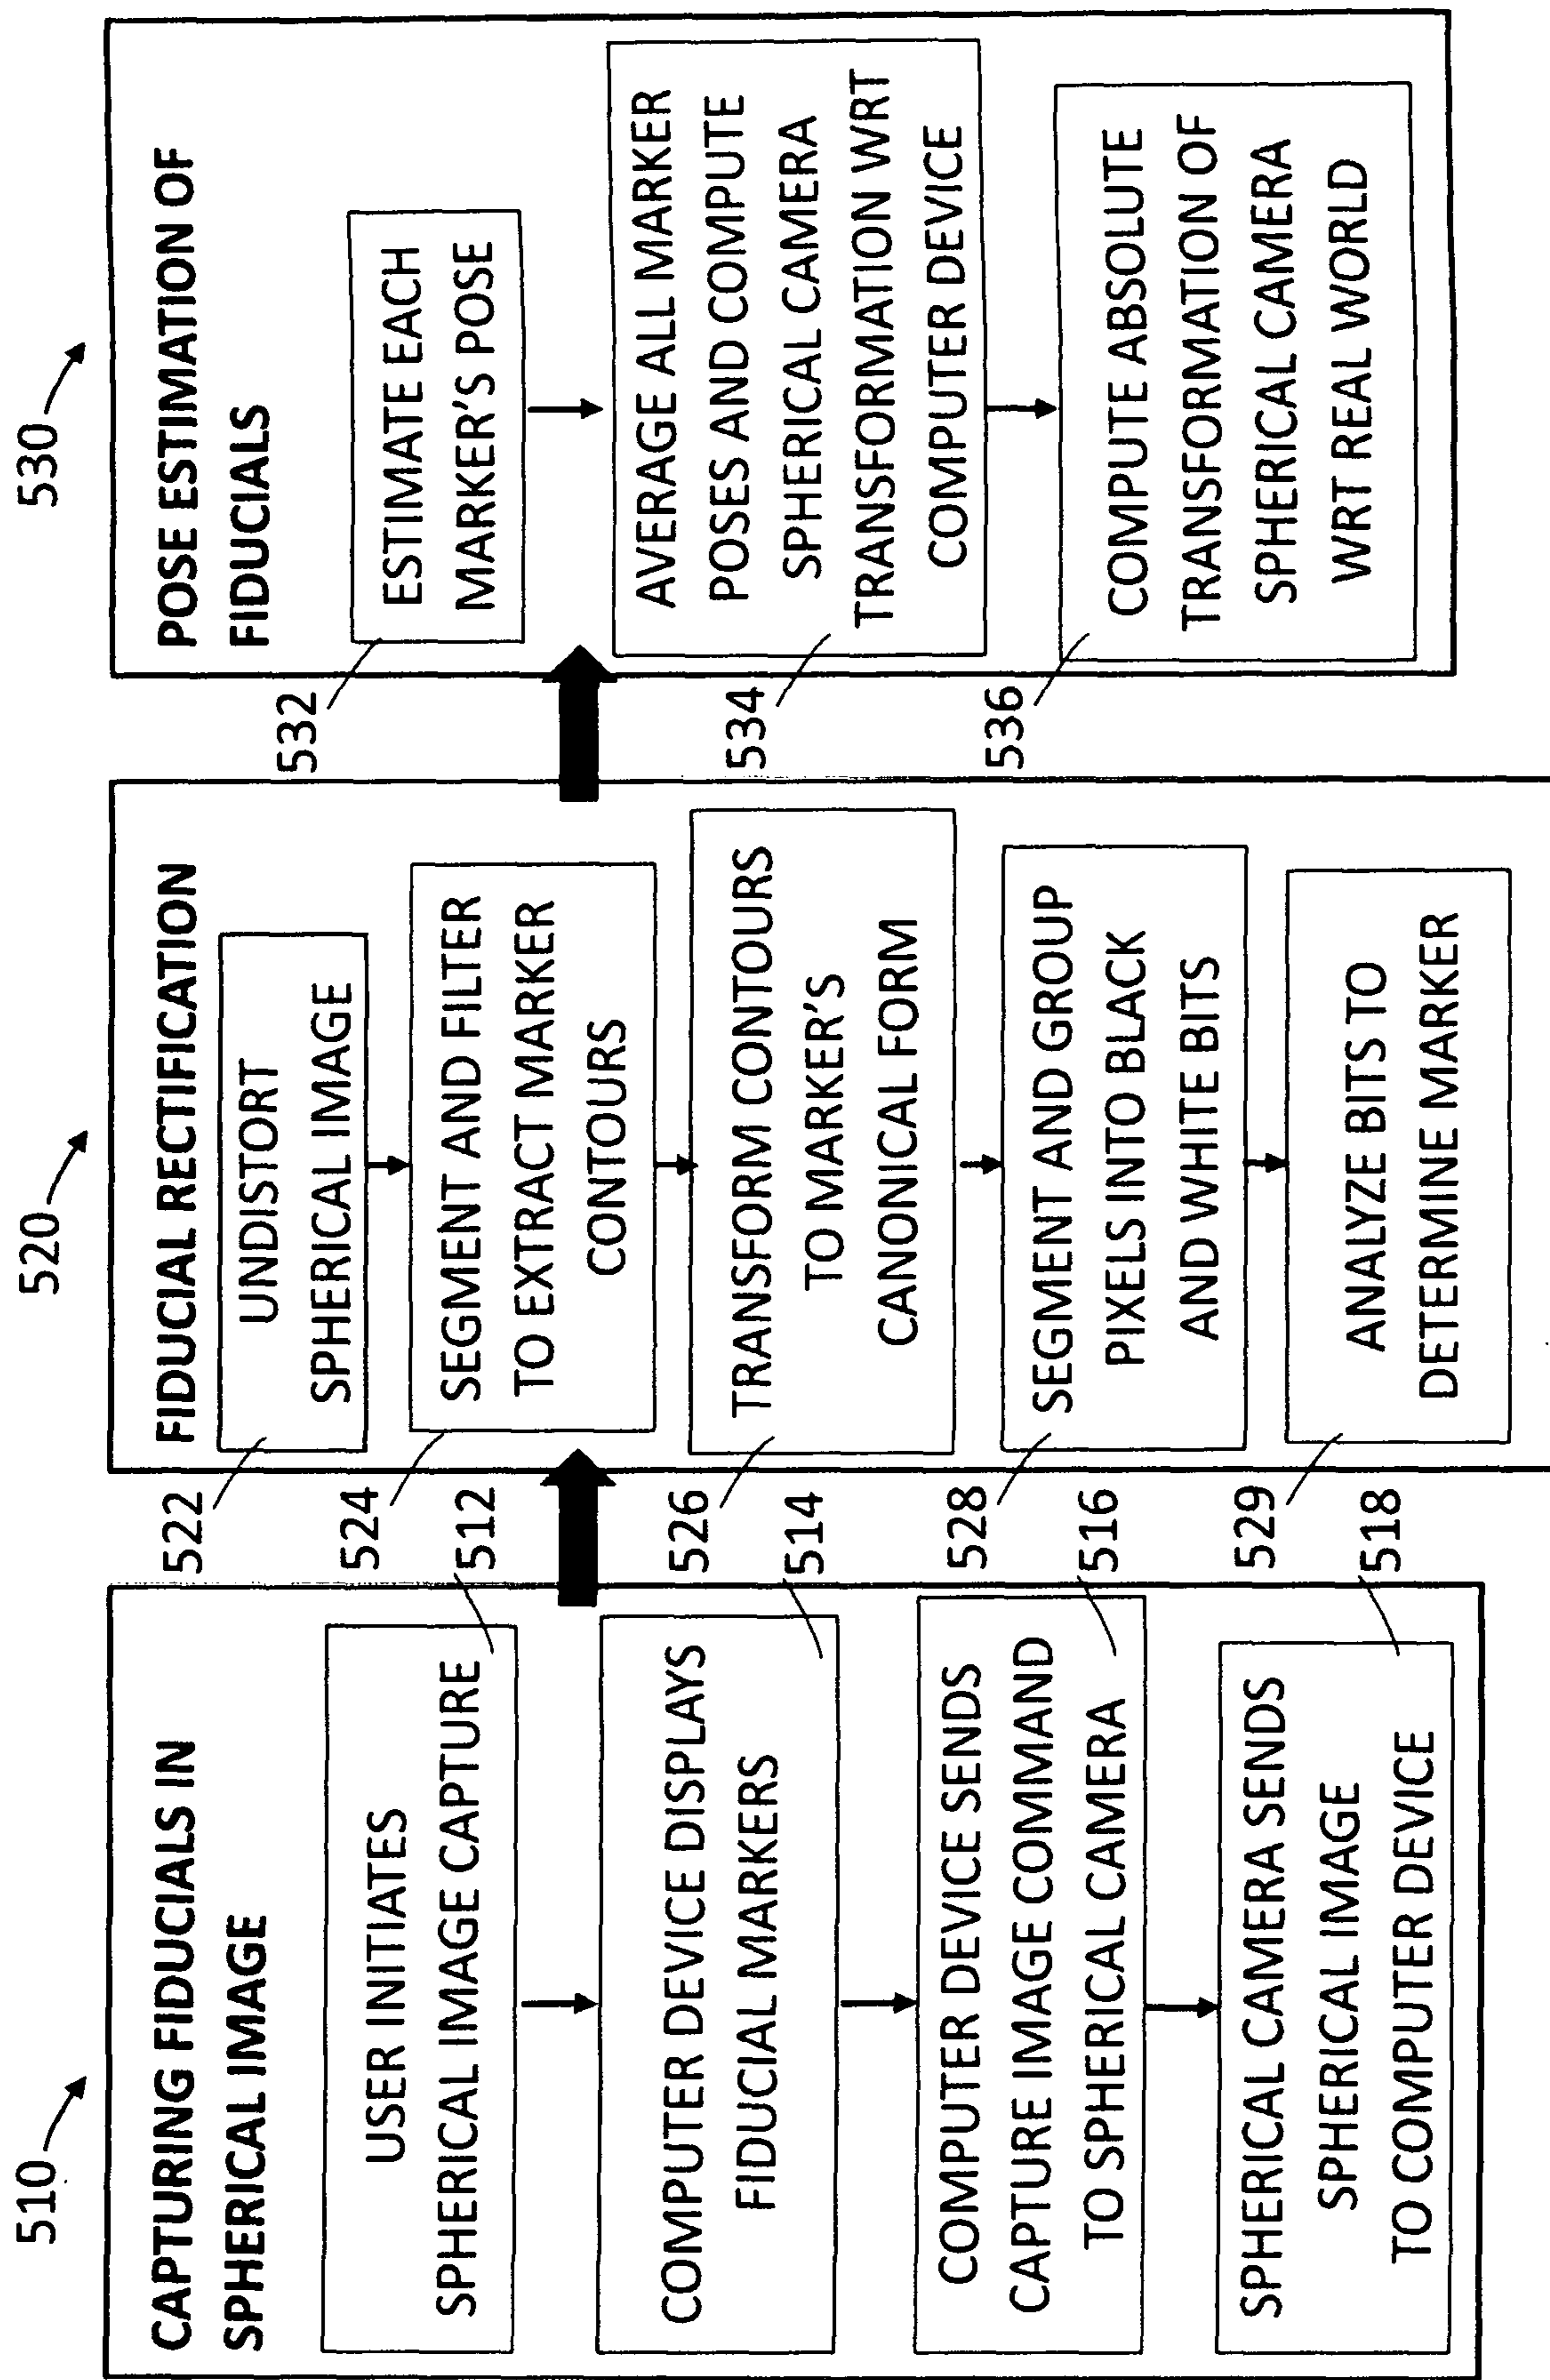 510
CAPTURING FIDUCIALS IN
SPHERICAL IMAGE
USER INITIATES
SPHERICAL IMAGE CAPTURE
512
COMPUTER DEVICE DISPLAYS
FIDUCIAL MARKERS
514
COMPUTER DEVICE SENDS
CAPTURE IMAGE COMMAND
TO SPHERICAL CAMERA
516
SPHERICAL CAMERA SENDS
SPHERICAL IMAGE
TO COMPUTER DEVICE
518
520
FIDUCIAL RECTIFICATION
522
UNDISTORT
SPHERICAL IMAGE
524
SEGMENT AND FILTER
TO EXTRACT MARKER
CONTOURS
526
TRANSFORM CONTOURS
TO MARKER'S
CANONICAL FORM
528
SEGMENT AND GROUP
PIXELS INTO BLACK
AND WHITE BITS
529
ANALYZE BITS TO
DETERMINE MARKER
530
POSE ESTIMATION OF
FIDUCIALS
532
ESTIMATE EACH
MARKER'S POSE
534
AVERAGE ALL MARKER
POSES AND COMPUTE
SPHERICAL CAMERA
TRANSFORMATION WRT
COMPUTER DEVICE
536
COMPUTE ABSOLUTE
TRANSFORMATION OF
SPHERICAL CAMERA
WRT REAL WORLD